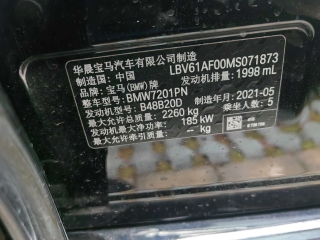 华晨宝马汽车有限公司制造
制造国：中国 LBV61AF00MS071873
品牌：宝马(BMW)牌 发动机排量：1998 mL
整车型号：BMW7201PN
发动机型号：B48B20D 制造年月：2021-05
最大允许总质量：2260 kg 乘坐人数：5
发动机最大净功率：185 kW
最大允许牵引质量：-- kg